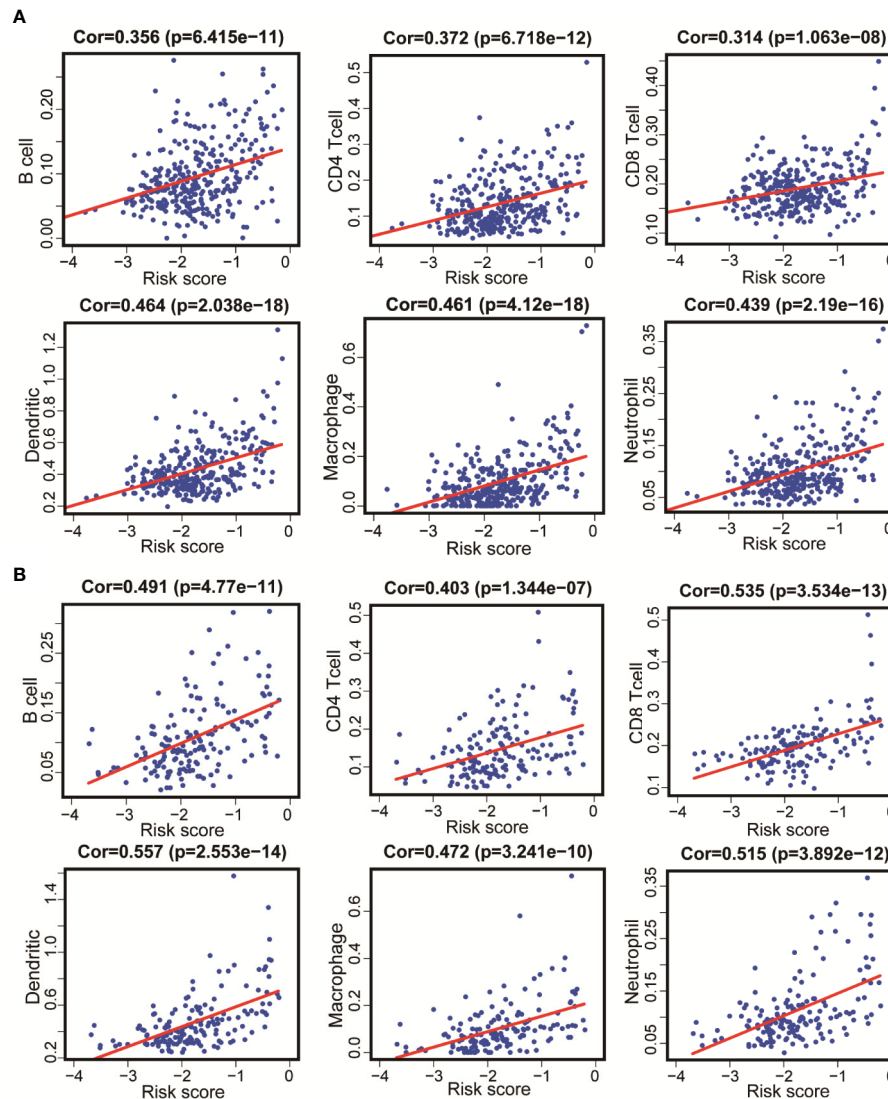 A
Cor=0.356 (p=6.415e−11)
B cell
0.00 0.10 0.20
−4 −3 −2 −1 0
Risk score
Cor=0.372 (p=6.718e−12)
CD4 Tcell
0.1 0.2 0.3 0.4 0.5
−4 −3 −2 −1 0
Risk score
Cor=0.314 (p=1.063e−08)
CD8 Tcell
0.10 0.20 0.30 0.40
−4 −3 −2 −1 0
Risk score
Cor=0.464 (p=2.038e−18)
Dendritic
0.2 0.4 0.6 0.8 1.0 1.2
−4 −3 −2 −1 0
Risk score
Cor=0.461 (p=4.12e−18)
Macrophage
0.0 0.2 0.4 0.6
−4 −3 −2 −1 0
Risk score
Cor=0.439 (p=2.19e−16)
Neutrophil
0.05 0.15 0.25 0.35
−4 −3 −2 −1 0
Risk score
B
Cor=0.491 (p=4.77e−11)
B cell
0.05 0.15 0.25
−4 −3 −2 −1 0
Risk score
Cor=0.403 (p=1.344e−07)
CD4 Tcell
0.1 0.2 0.3 0.4 0.5
−4 −3 −2 −1 0
Risk score
Cor=0.535 (p=3.534e−13)
CD8 Tcell
0.1 0.2 0.3 0.4 0.5
−4 −3 −2 −1
Risk score
Cor=0.557 (p=2.553e−14)
Dendritic
0.2 0.6 1.0 1.4
−4 −3 −2 −1 0
Risk score
Cor=0.472 (p=3.241e−10)
Macrophage
0.0 0.2 0.4 0.6
−4 −3 −2 −1 0
Risk score
Cor=0.515 (p=3.892e−12)
Neutrophil
0.05 0.15 0.25 0.35
−4 −3 −2 −1
Risk score